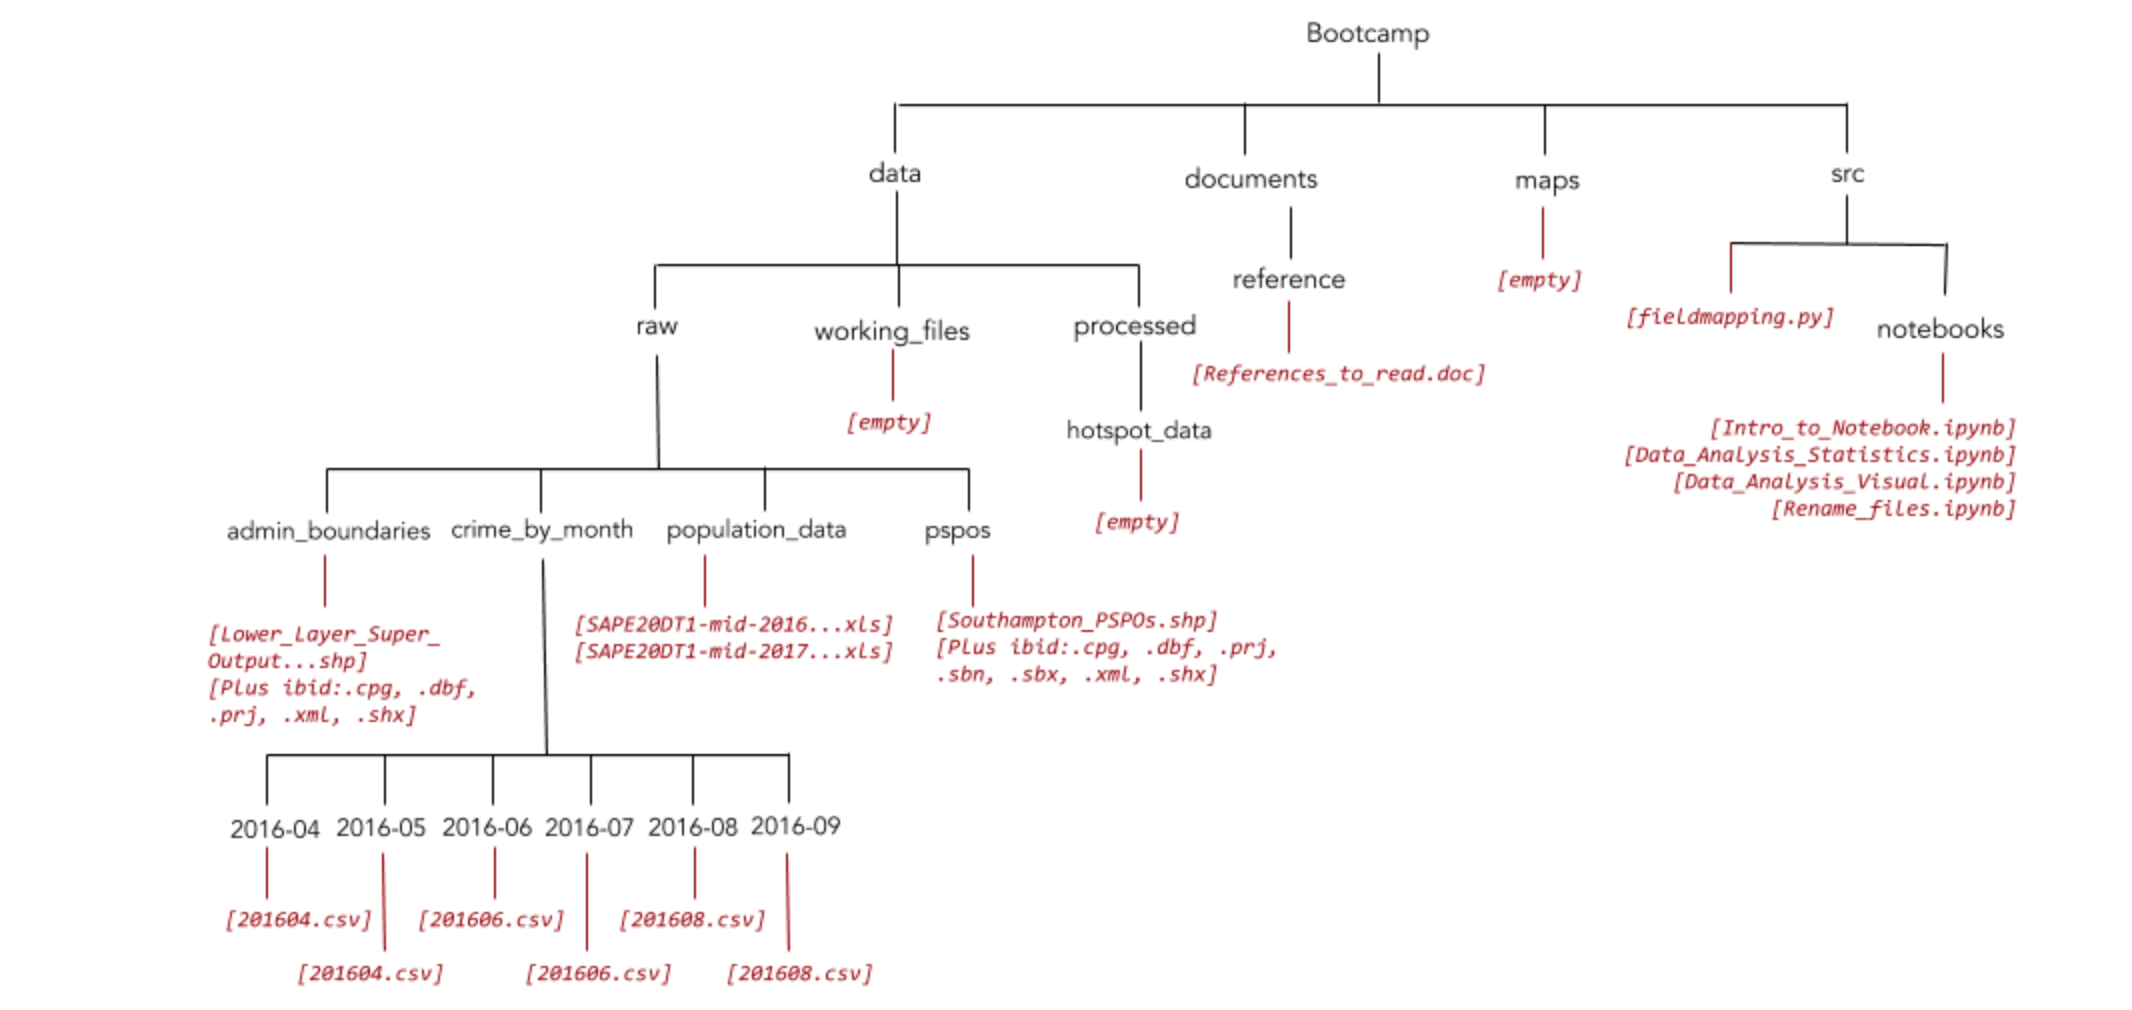 Bootcamp
data
documents
maps
src
reference
[empty]
[fieldmapping.py]
notebooks
raw
working_files
processed
[References_to_read.doc]
[empty]
hotspot_data
[Intro_to_Notebook.ipynb]
[Data_Analysis_Statistics.ipynb]
[Data_Analysis_Visual.ipynb]
[Rename_files.ipynb]
[empty]
admin_boundaries
crime_by_month
population_data
pspos
[Lower_Layer_Super_
Output...shp]
[Plus ibid:.cpg, .dbf,
.prj, .xml, .shx]
[SAPE20DT1-mid-2016...xls]
[SAPE20DT1-mid-2017...xls]
[Southampton_PSPOs.shp]
[Plus ibid:.cpg, .dbf, .prj,
.sbn, .sbx, .xml, .shx]
2016-04
2016-05
2016-06
2016-07
2016-08
2016-09
[201604.csv]
[201606.csv]
[201608.csv]
[201604.csv]
[201606.csv]
[201608.csv]